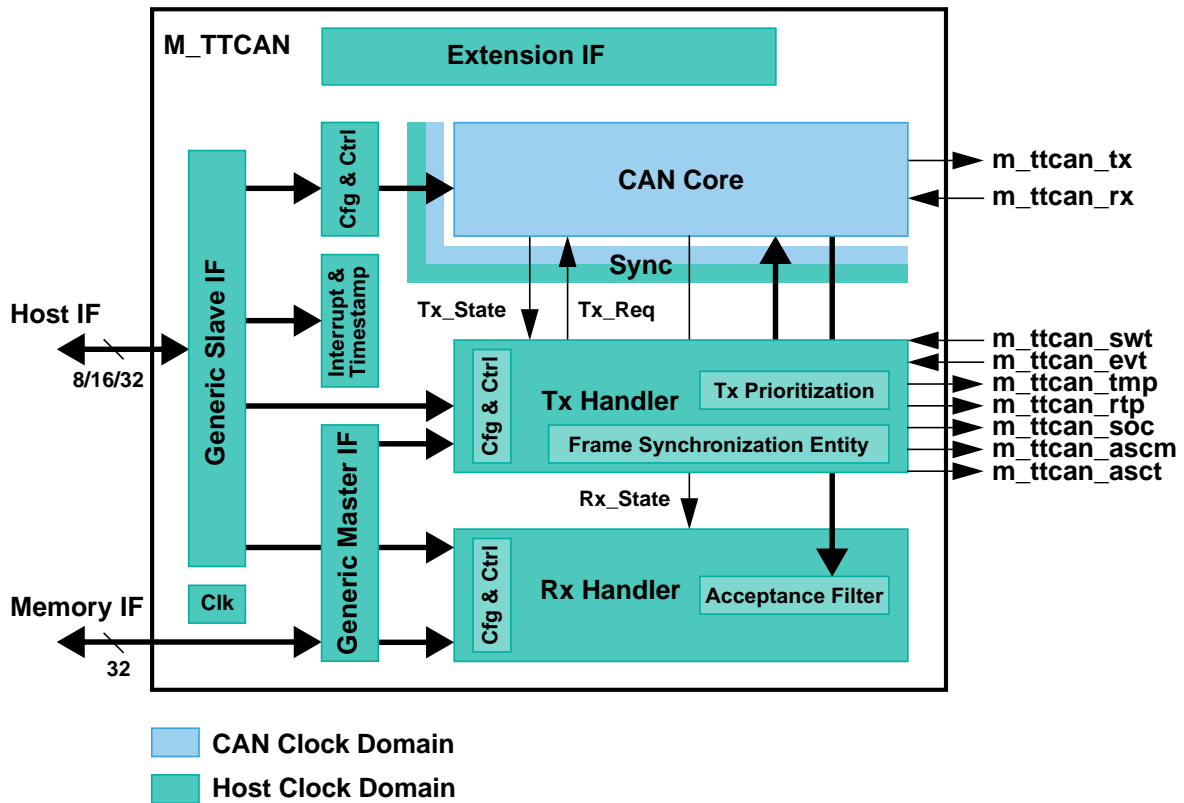 M_TTCAN
Extension IF
Cfg & Ctrl
CAN Core
m_ttcan_tx
m_ttcan_rx
Sync
Generic Slave IF
Interrupt &
Timestamp
Host IF
8/16/32
Tx_State
Tx_Req
m_ttcan_swt
m_ttcan_evt
m_ttcan_tmp
m_ttcan_rtp
m_ttcan_soc
m_ttcan_ascm
m_ttcan_asct
Cfg & Ctrl
Tx Handler
Tx Prioritization
Frame Synchronization Entity
Generic Master IF
Rx_State
Cfg & Ctrl
Rx Handler
Acceptance Filter
Clk
Memory IF
32
CAN Clock Domain
Host Clock Domain